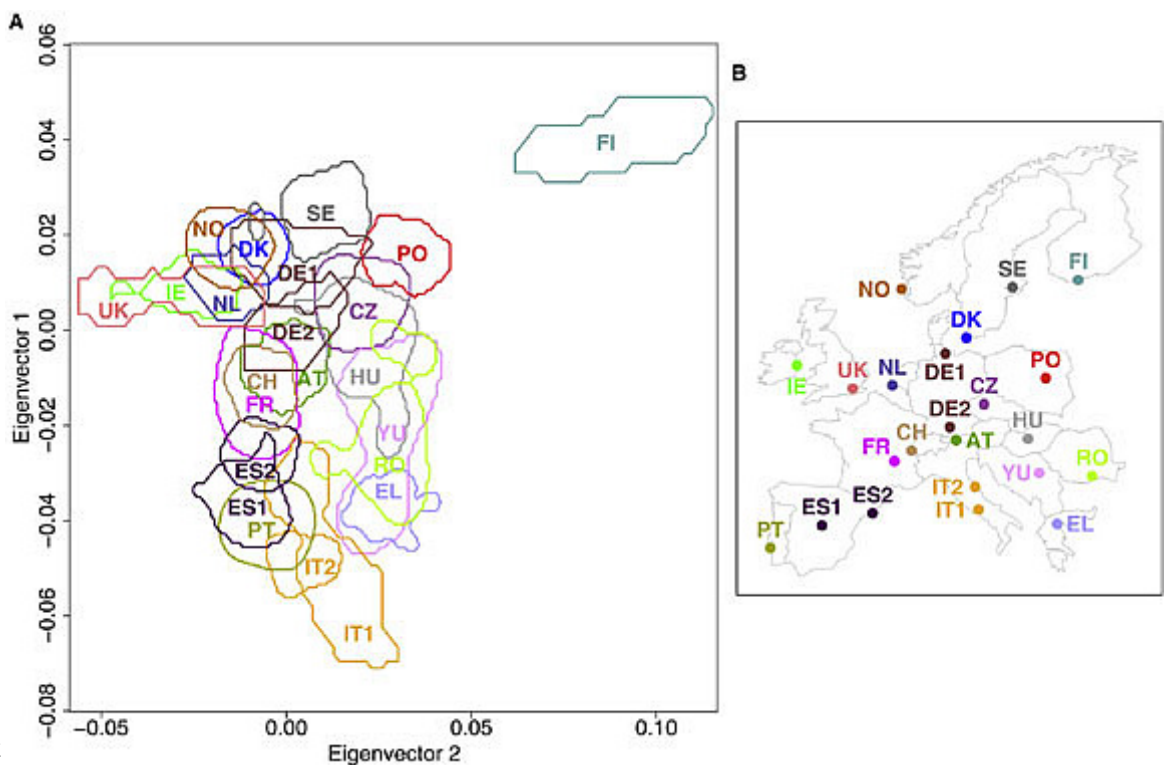 A
0.06
0.04
0.02
0.00
−0.02
−0.04
−0.06
−0.08
Eigenvector 1
FI
SE
NO
DK
PO
DE1
IE
NL
UK
CZ
DE2
CH
AT
HU
FR
YU
ES2
RO
EL
ES1
PT
IT2
IT1
−0.05
0.00
0.05
0.10
Eigenvector 2
B
SE
FI
NO
DK
IE
UK
NL
DE1
PO
CZ
DE2
HU
CH
AT
FR
YU
RO
IT2
ES1
ES2
IT1
PT
EL